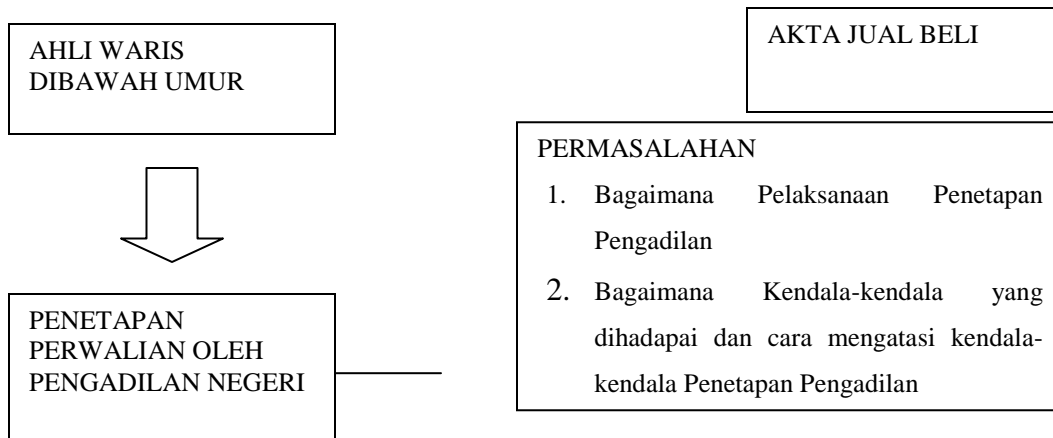 AHLI WARIS
DIBAWAH UMUR
PENETAPAN
PERWALIAN OLEH
PENGADILAN NEGERI
AKTA JUAL BELI
PERMASALAHAN
1. Bagaimana Pelaksanaan Penetapan
Pengadilan
2. Bagaimana Kendala-kendala yang
dihadapai dan cara mengatasi kendala-
kendala Penetapan Pengadilan